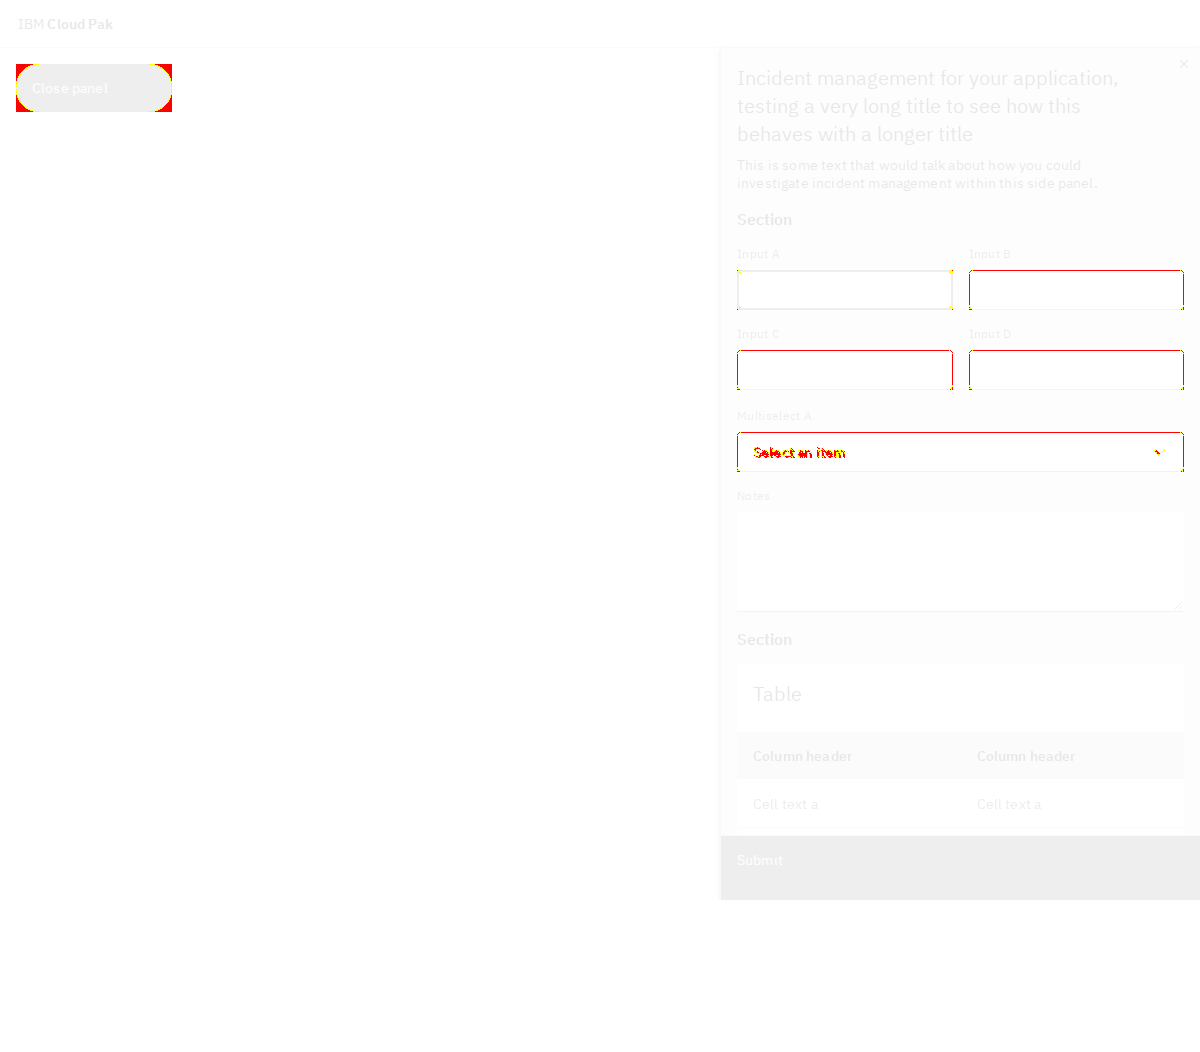 IBM Cloud Pak
Close panel
Incident management for your application,
testing a very long title to see how this
behaves with a longer title
This is some text that would talk about how you could
investigate incident management within this side panel.
Section
Input A
Input B
Input C
Input D
Multiselect A
Select an item
Notes
Section
Table
Column header
Column header
Cell text a
Cell text a
Submit